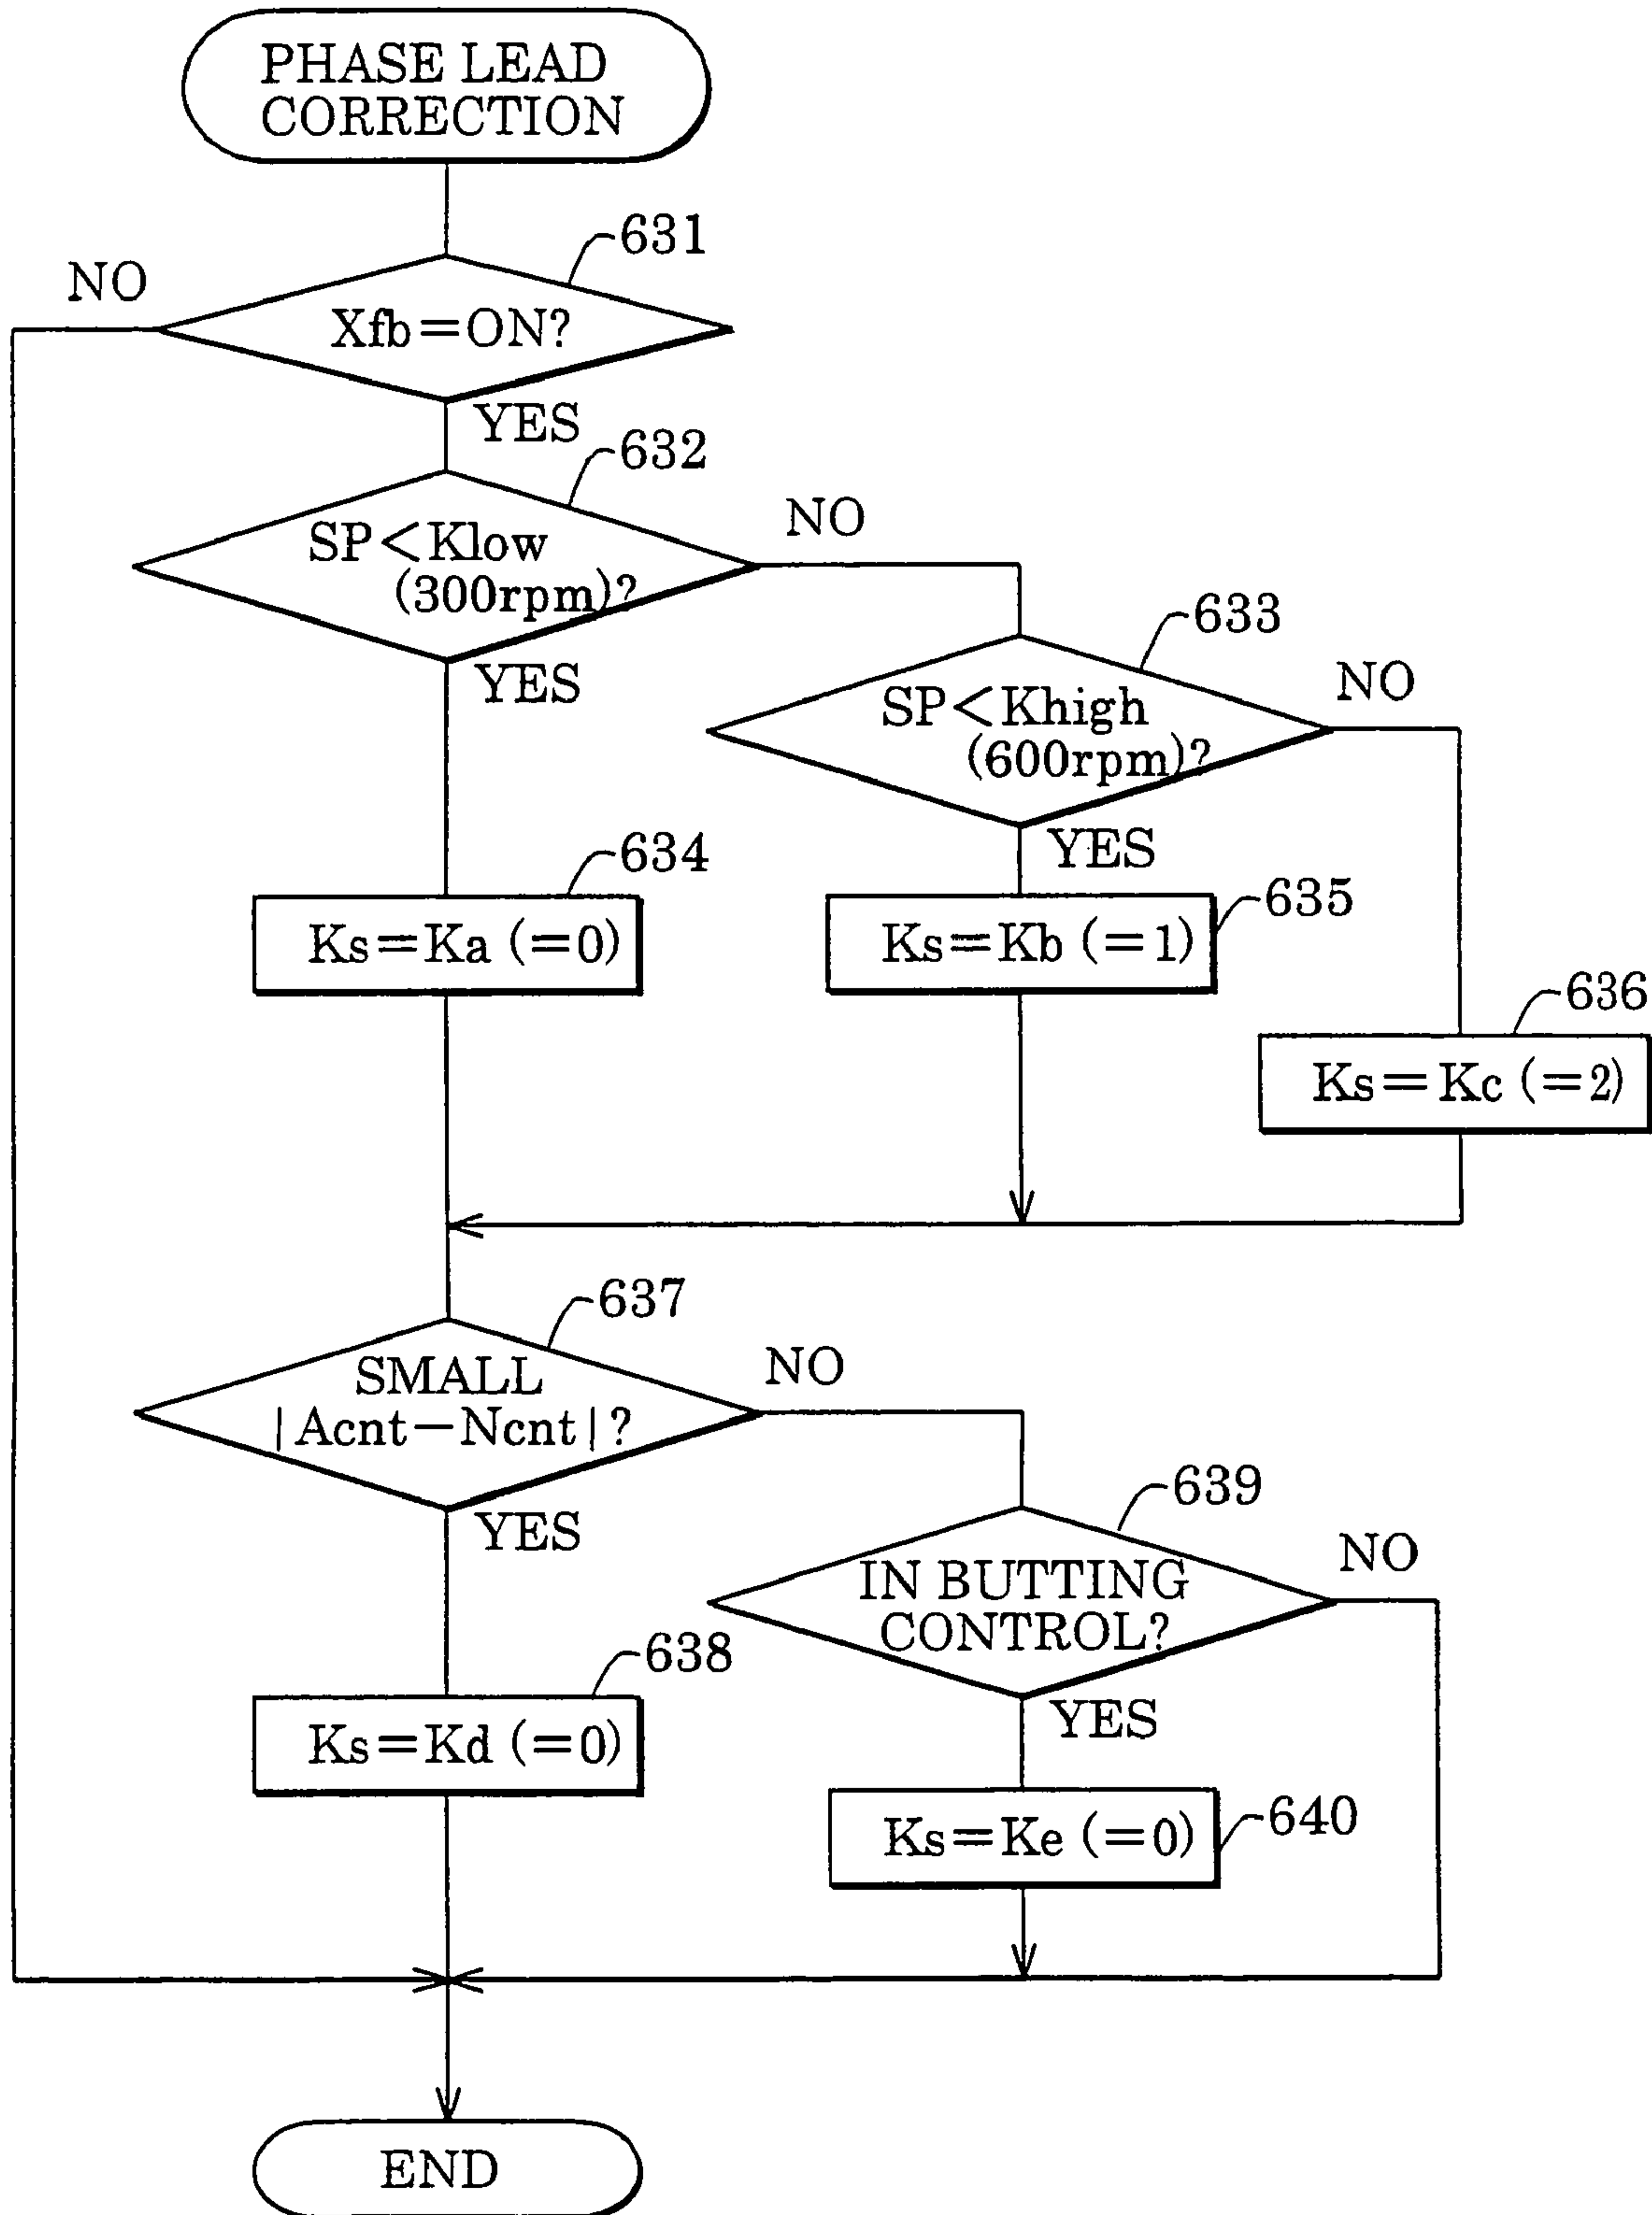 PHASE LEAD
CORRECTION
631
NO
Xfb=ON?
YES
632
NO
SP<Klow
(300rpm)?
YES
633
NO
SP<Khigh
(600rpm)?
YES
634
Ks=Ka (=0)
635
Ks=Kb (=1)
636
Ks=Kc (=2)
637
NO
SMALL
|Acnt−Ncnt|?
YES
639
NO
IN BUTTING
CONTROL?
YES
638
Ks=Kd (=0)
640
Ks=Ke (=0)
END